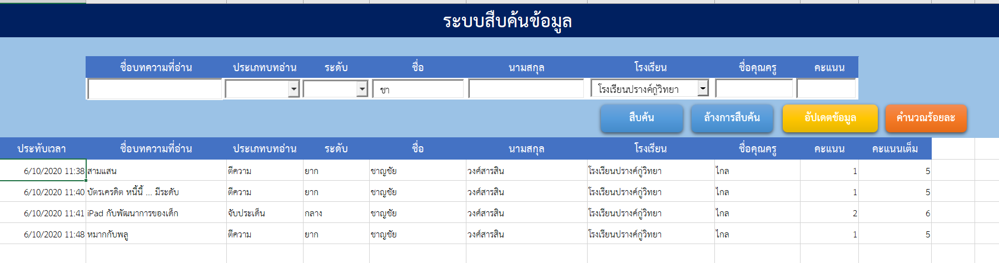 ระบบสืบค้นข้อมูล
ชื่อบทความที่อ่าน ประเภทบทอ่าน ระดับ ชื่อ นามสกุล โรงเรียน ชื่อคุณครู คะแนน
ชา โรงเรียนปรางค์กู่วิทยา
สืบค้น ล้างการสืบค้น อัปเดตข้อมูล คำนวณร้อยละ
ประทับเวลา ชื่อบทความที่อ่าน ประเภทบทอ่าน ระดับ ชื่อ นามสกุล โรงเรียน ชื่อคุณครู คะแนน คะแนนเต็ม
6/10/2020 11:38 สามแสน ตีความ ยาก ชาญชัย วงศ์สารสิน โรงเรียนปรางค์กู่วิทยา ไกล 1 5
6/10/2020 11:40 บัตรเครดิต หนี้นี้ ... มีระดับ ตีความ ยาก ชาญชัย วงศ์สารสิน โรงเรียนปรางค์กู่วิทยา ไกล 1 5
6/10/2020 11:41 iPad กับพัฒนาการของเด็ก จับประเด็น กลาง ชาญชัย วงศ์สารสิน โรงเรียนปรางค์กู่วิทยา ไกล 2 6
6/10/2020 11:48 หมากกับพลู ตีความ ยาก ชาญชัย วงศ์สารสิน โรงเรียนปรางค์กู่วิทยา ไกล 1 5